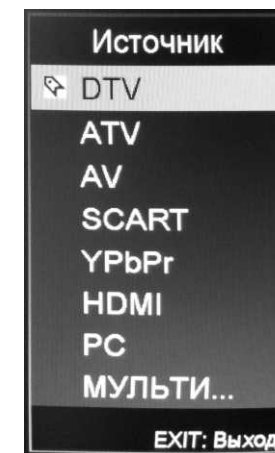 Источник
DTV
ATV
AV
SCART
YPbPr
HDMI
PC
МУЛЬТИ...
EXIT: Выход